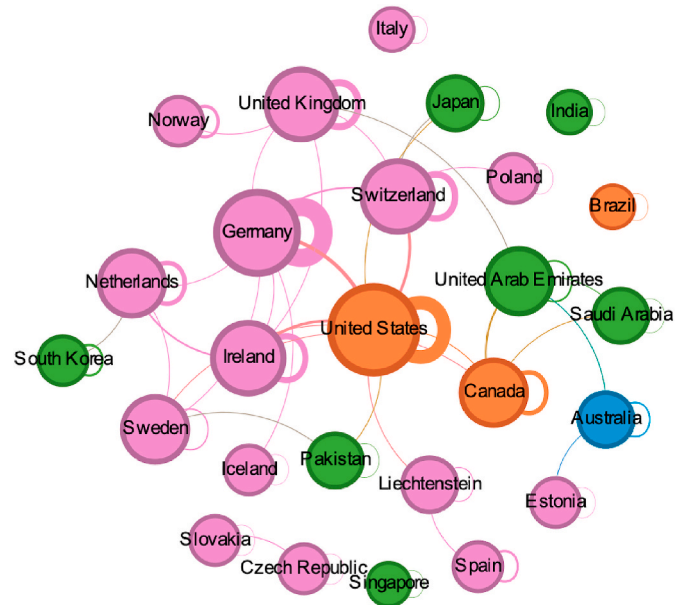 Italy
United Kingdom
Japan
India
Norway
Switzerland
Poland
Brazil
Germany
Netherlands
United Arab Emirates
Saudi Arabia
United States
South Korea
Ireland
Canada
Australia
Sweden
Pakistan
Iceland
Liechtenstein
Estonia
Slovakia
Czech Republic
Spain
Singapore